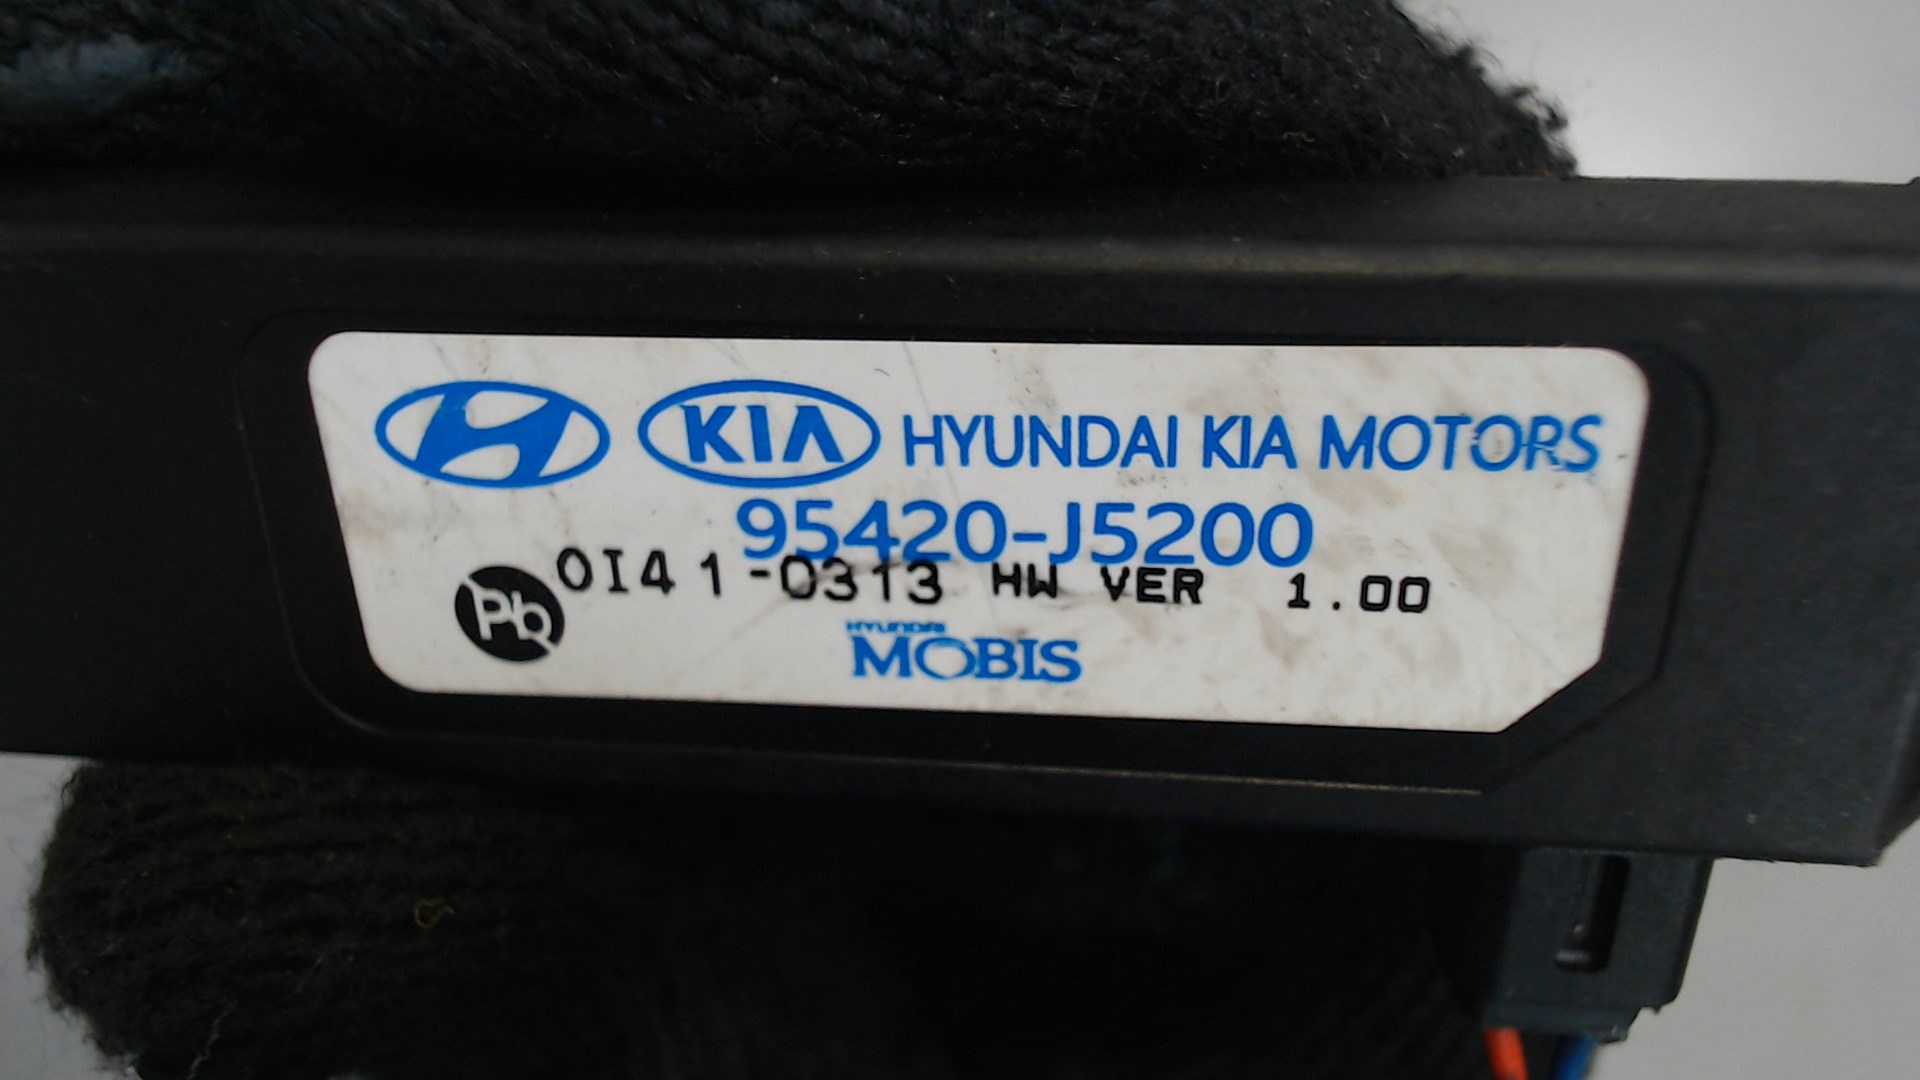 KIA HYUNDAI KIA MOTORS
95420-J5200
Pb 0I41-0313 HW VER 1.00
HYUNDAI
MOBIS